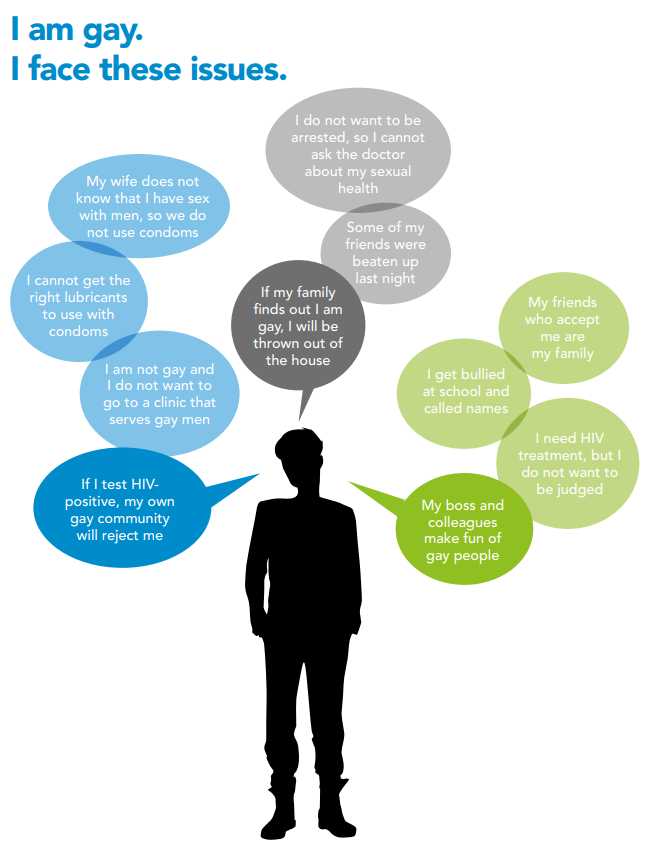 I am gay.
I face these issues.
I do not want to be
arrested, so I cannot
ask the doctor
about my sexual
health
Some of my
friends were
beaten up
last night
If my family
finds out I am
gay, I will be
thrown out of
the house
My wife does not
know that I have sex
with men, so we do
not use condoms
I cannot get the
right lubricants
to use with
condoms
I am not gay and
I do not want to
go to a clinic that
serves gay men
If I test HIV-
positive, my own
gay community
will reject me
My friends
who accept
me are
my family
I get bullied
at school and
called names
I need HIV
treatment, but I
do not want to
be judged
My boss and
colleagues
make fun of
gay people